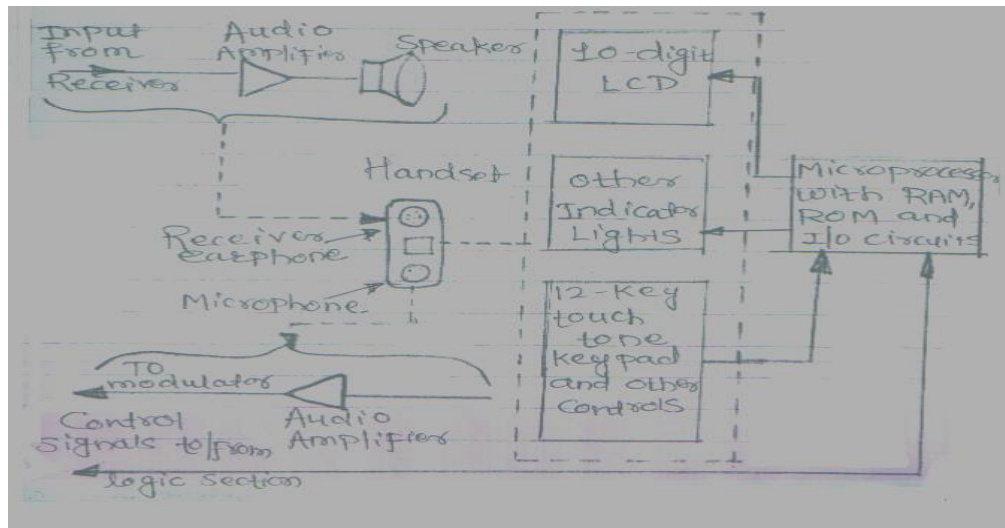 Input
from
Receiver
Audio
Amplifier
Speaker
10-digit
LCD
Handset
Receiver
earphone
Microphone
Other
Indicator
Lights
Microprocessor
with RAM,
ROM and
I/O circuits
12-Key
touch
tone
keypad
and other
controls
TO
modulator
Audio
Amplifier
Control
signals to/from
logic section